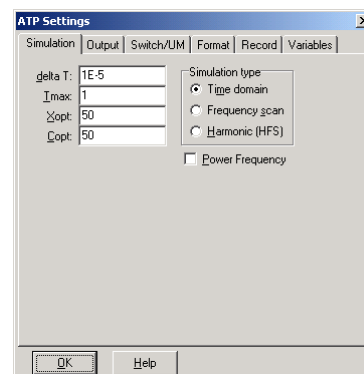 ATP Settings
Simulation Output Switch/UM Format Record Variables
delta T: 1E-5
Tmax: 1
Xopt: 50
Copt: 50
Simulation type
Time domain
Frequency scan
Harmonic (HFS)
Power Frequency
OK Help